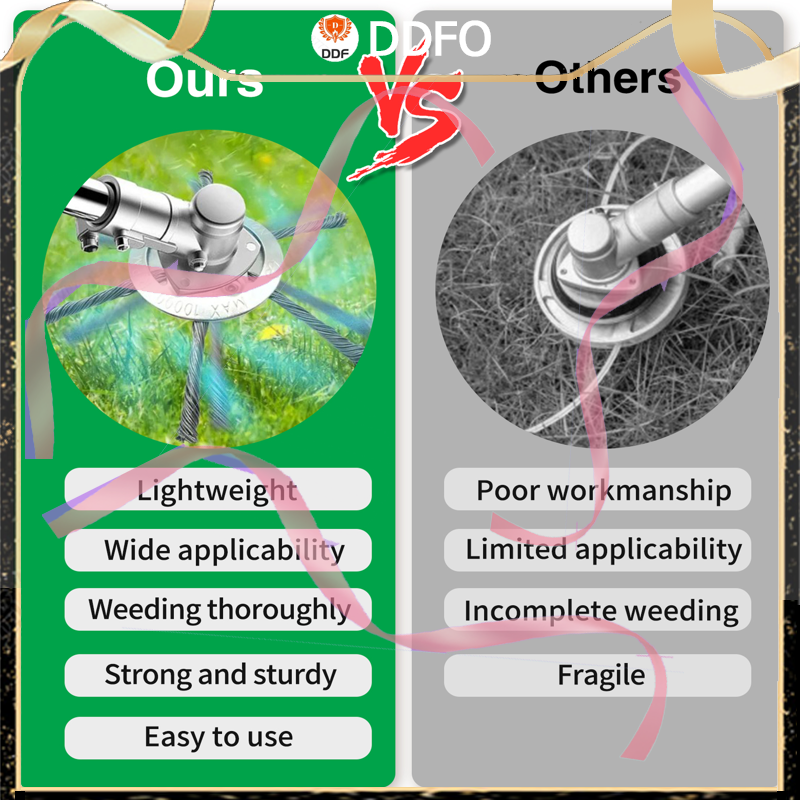 DDF
DDFO
Ours
VS
Others
MAX 10000
Lightweight
Wide applicability
Weeding thoroughly
Strong and sturdy
Easy to use
Poor workmanship
Limited applicability
Incomplete weeding
Fragile